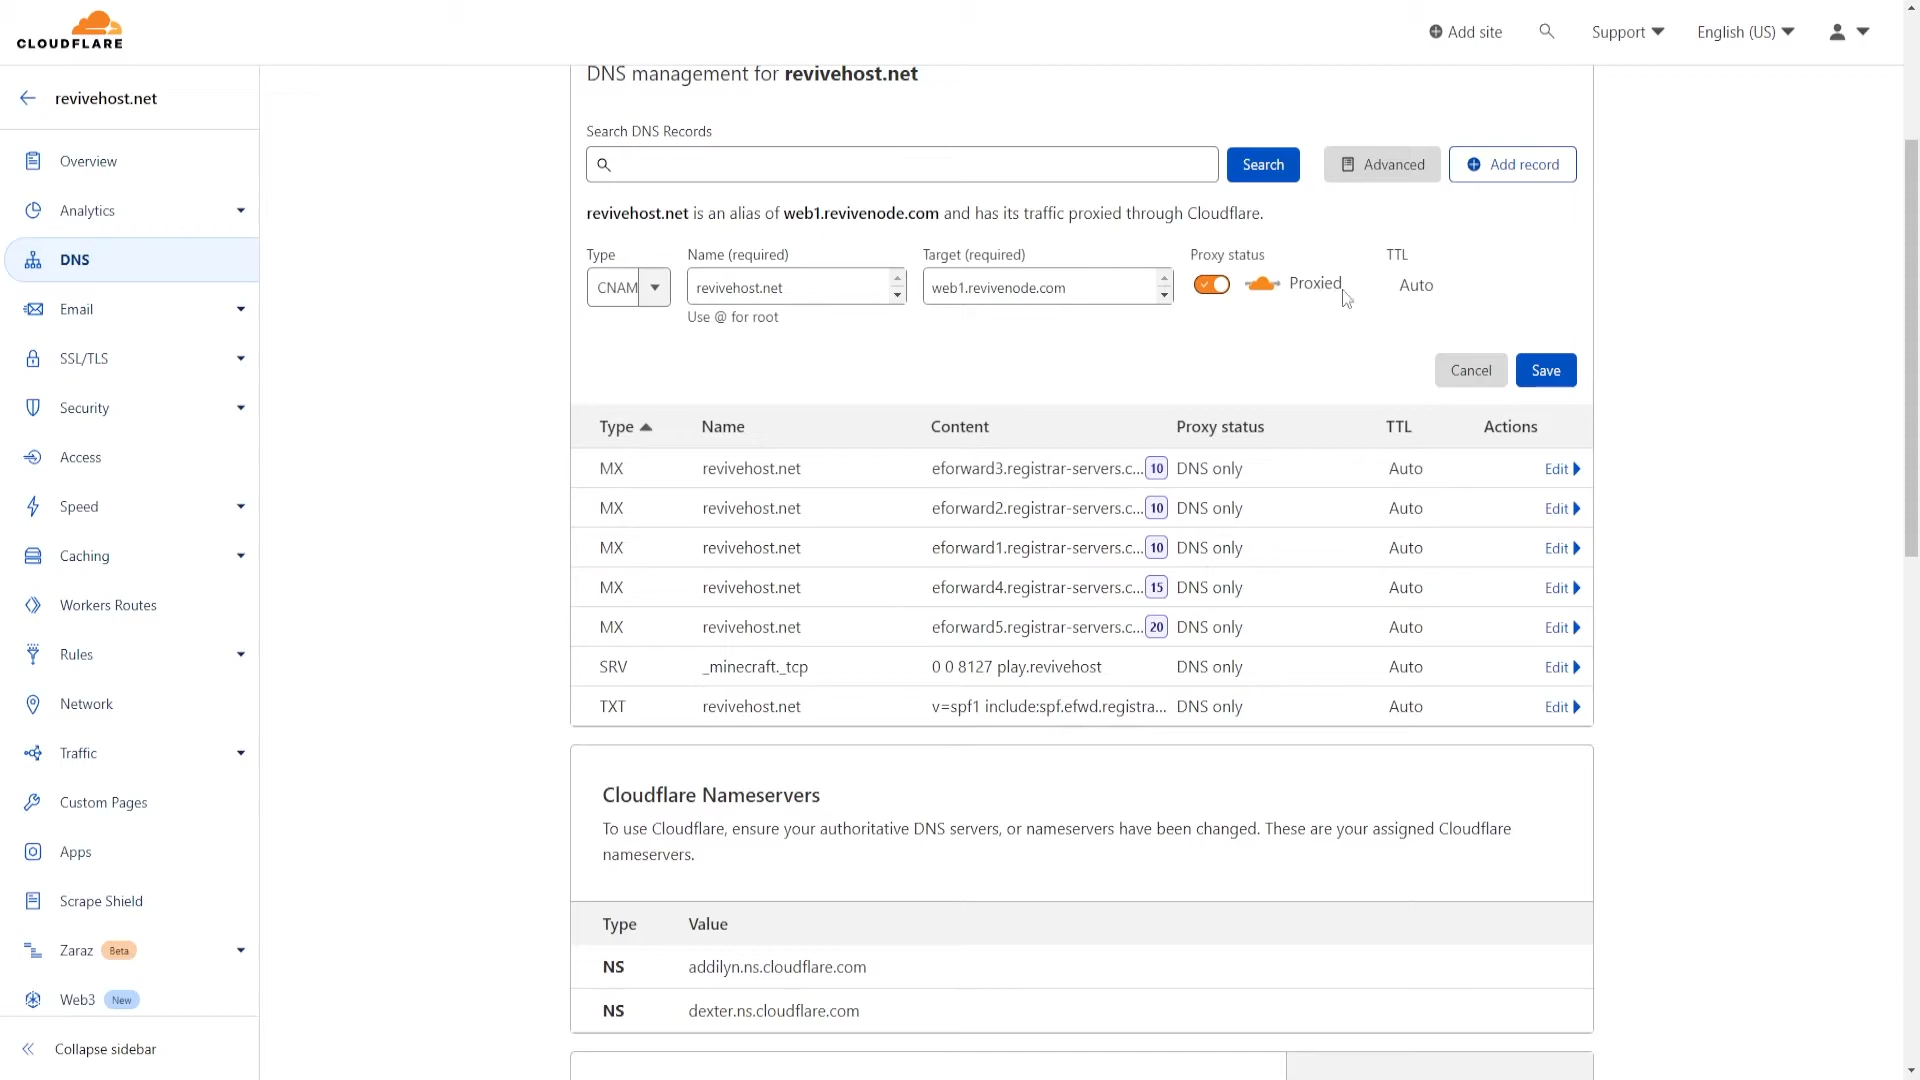 CLOUDFLARE
Add site
Support
English (US)
revivehost.net
Overview
Analytics
DNS
Email
SSL/TLS
Security
Access
Speed
Caching
Workers Routes
Rules
Network
Traffic
Custom Pages
Apps
Scrape Shield
Zaraz Beta
Web3 New
Collapse sidebar
DNS management for revivehost.net
Search DNS Records
Search
Advanced
Add record
revivehost.net is an alias of web1.revivenode.com and has its traffic proxied through Cloudflare.
Type Name (required) Target (required) Proxy status TTL
CNAM revivehost.net web1.revivenode.com Proxied Auto
Use @ for root
Cancel Save
Type Name Content Proxy status TTL Actions
MX revivehost.net eforward3.registrar-servers.c... 10 DNS only Auto Edit
MX revivehost.net eforward2.registrar-servers.c... 10 DNS only Auto Edit
MX revivehost.net eforward1.registrar-servers.c... 10 DNS only Auto Edit
MX revivehost.net eforward4.registrar-servers.c... 15 DNS only Auto Edit
MX revivehost.net eforward5.registrar-servers.c... 20 DNS only Auto Edit
SRV _minecraft._tcp 0 0 8127 play.revivehost DNS only Auto Edit
TXT revivehost.net v=spf1 include:spf.efwd.registra... DNS only Auto Edit
Cloudflare Nameservers
To use Cloudflare, ensure your authoritative DNS servers, or nameservers have been changed. These are your assigned Cloudflare
nameservers.
Type Value
NS addilyn.ns.cloudflare.com
NS dexter.ns.cloudflare.com